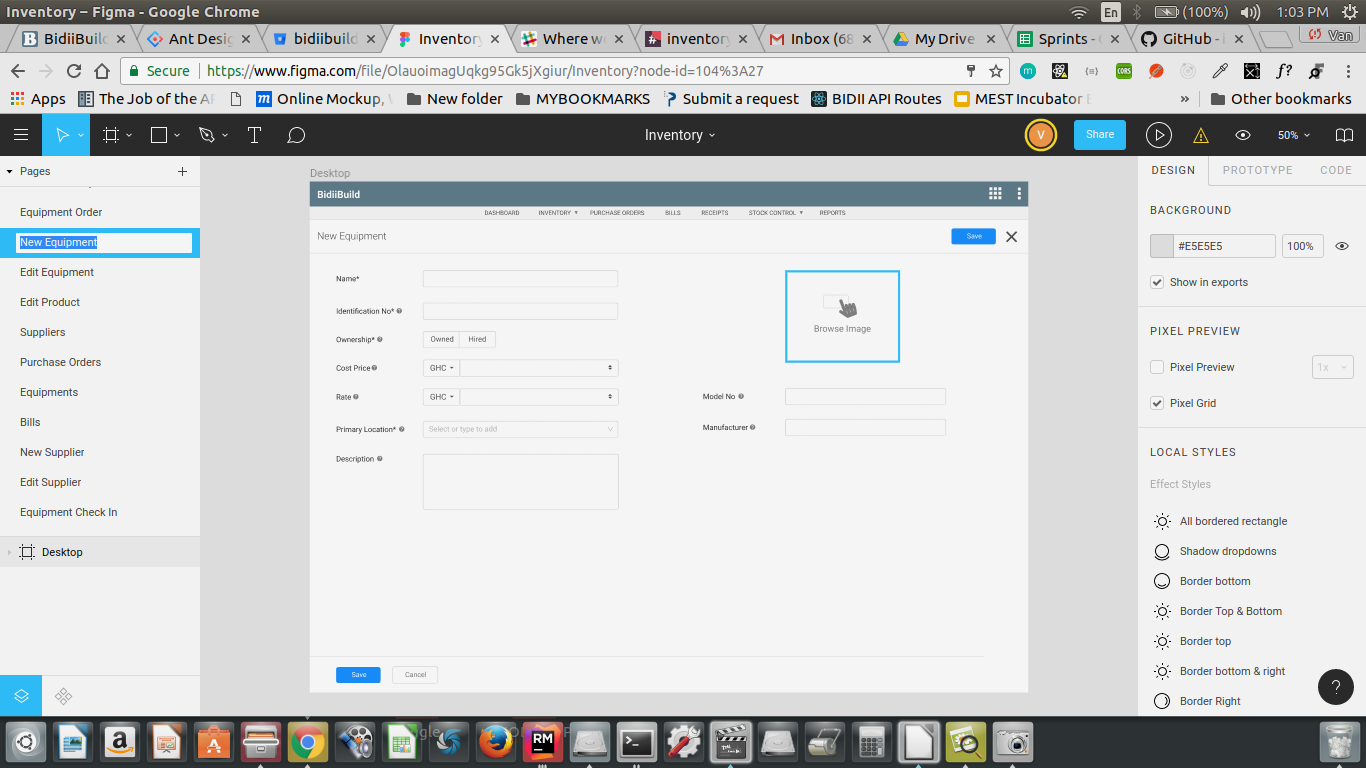 Inventory – Figma - Google Chrome
En (100%) 1:03 PM
BidiiBuil Ant Desig bidiibuild Inventory Where w inventory Inbox (68 My Drive Sprints - G GitHub - i Van
Secure https://www.figma.com/file/OlauoimagUqkg95Gk5jXgiur/Inventory?node-id=104%3A27
Apps The Job of the AP Online Mockup, New folder MYBOOKMARKS Submit a request BIDII API Routes MEST Incubator » Other bookmarks
Inventory V Share 50%
Pages
Equipment Order
New Equipment
Edit Equipment
Edit Product
Suppliers
Purchase Orders
Equipments
Bills
New Supplier
Edit Supplier
Equipment Check In
Desktop
Desktop
BidiiBuild
DASHBOARD INVENTORY PURCHASE ORDERS BILLS RECEIPTS STOCK CONTROL REPORTS
New Equipment Save
Name*
Identification No*
Ownership* Owned Hired
Cost Price GHC
Rate GHC
Primary Location* Select or type to add
Description
Browse Image
Model No
Manufacturer
Save Cancel
DESIGN PROTOTYPE CODE
BACKGROUND
#E5E5E5 100%
Show in exports
PIXEL PREVIEW
Pixel Preview 1x
Pixel Grid
LOCAL STYLES
Effect Styles
All bordered rectangle
Shadow dropdowns
Border bottom
Border Top & Bottom
Border top
Border bottom & right
Border Right
?
RM